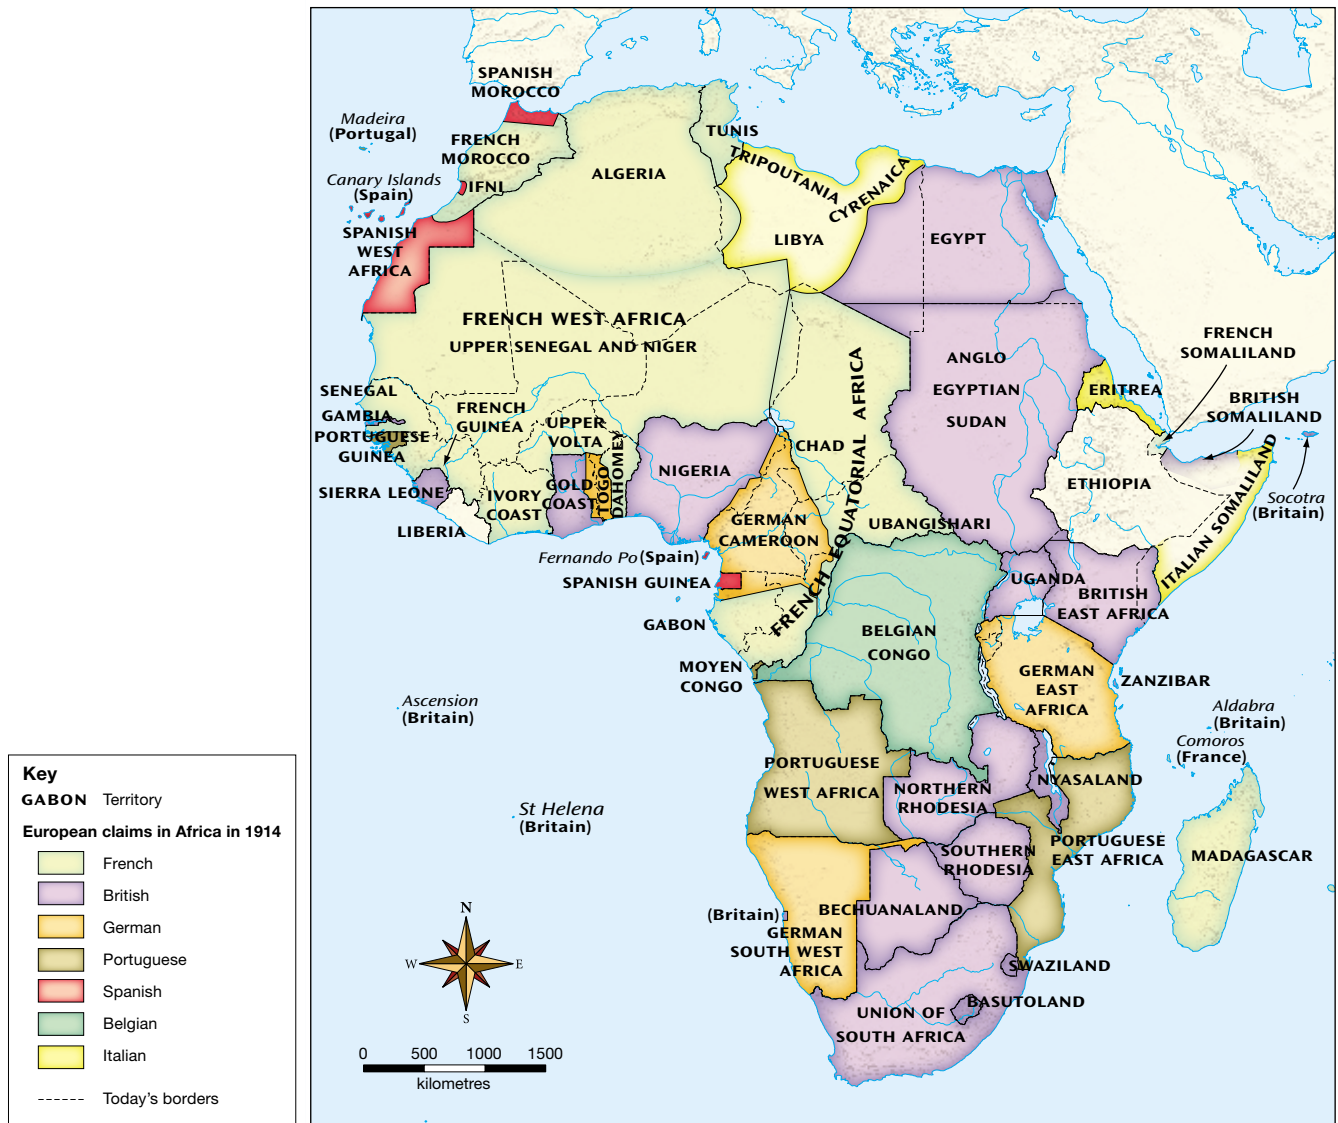 SPANISH
MOROCCO
Madeira
(Portugal)
FRENCH
MOROCCO
TUNIS
Canary Islands
(Spain)
IFNI
ALGERIA
TRIPOUTANIA
CYRENAICA
SPANISH
WEST
AFRICA
LIBYA
EGYPT
FRENCH WEST AFRICA
UPPER SENEGAL AND NIGER
FRENCH
SOMALILAND
ANGLO
EGYPTIAN
SUDAN
ERITREA
BRITISH
SOMALILAND
SENEGAL
GAMBIA
PORTUGUESE
GUINEA
FRENCH
GUINEA
UPPER
VOLTA
CHAD
FRENCH EQUATORIAL AFRICA
NIGERIA
ETHIOPIA
SIERRA LEONE
IVORY
COAST
GOLD
COAST
TOGO
DAHOMEY
LIBERIA
GERMAN
CAMEROON
UBANGISHARI
ITALIAN SOMALILAND
Socotra
(Britain)
Fernando Po (Spain)
SPANISH GUINEA
UGANDA
BRITISH
EAST AFRICA
GABON
BELGIAN
CONGO
MOYEN
CONGO
GERMAN
EAST
AFRICA
ZANZIBAR
Ascension
(Britain)
Aldabra
(Britain)
Comoros
(France)
PORTUGUESE
WEST AFRICA
NORTHERN
RHODESIA
NYASALAND
St Helena
(Britain)
SOUTHERN
RHODESIA
PORTUGUESE
EAST AFRICA
MADAGASCAR
(Britain)
BECHUANALAND
GERMAN
SOUTH WEST
AFRICA
SWAZILAND
BASUTOLAND
UNION OF
SOUTH AFRICA
N
W
E
S
0 500 1000 1500
kilometres
Key
GABON Territory
European claims in Africa in 1914
French
British
German
Portuguese
Spanish
Belgian
Italian
Today's borders